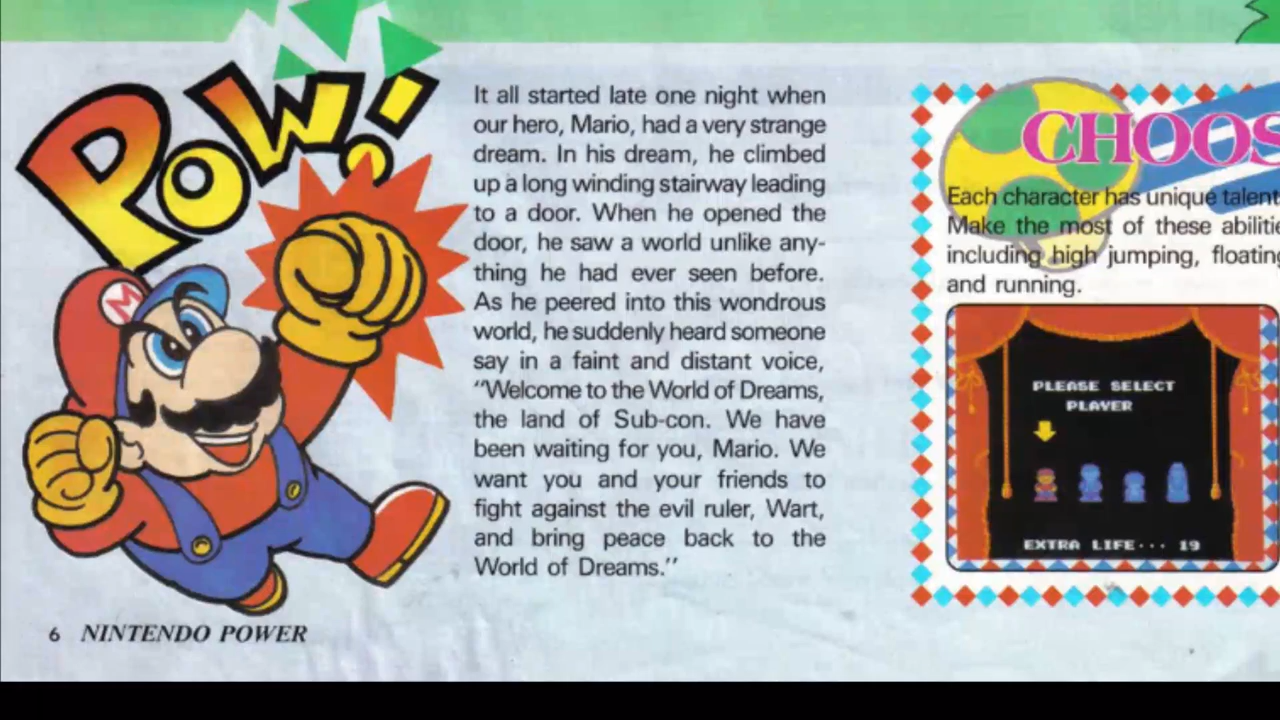 POW!
M
It all started late one night when
our hero, Mario, had a very strange
dream. In his dream, he climbed
up a long winding stairway leading
to a door. When he opened the
door, he saw a world unlike any-
thing he had ever seen before.
As he peered into this wondrous
world, he suddenly heard someone
say in a faint and distant voice,
"Welcome to the World of Dreams,
the land of Sub-con. We have
been waiting for you, Mario. We
want you and your friends to
fight against the evil ruler, Wart,
and bring peace back to the
World of Dreams."
CHOOS
Each character has unique talent
Make the most of these abilitie
including high jumping, floating
and running.
PLEASE SELECT
PLAYER
EXTRA LIFE··· 19
6 NINTENDO POWER